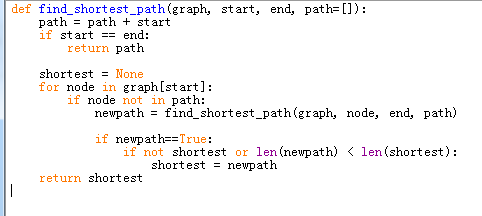 def find_shortest_path(graph, start, end, path=[]):
    path = path + start
    if start == end:
        return path

    shortest = None
    for node in graph[start]:
        if node not in path:
            newpath = find_shortest_path(graph, node, end, path)

            if newpath==True:
                if not shortest or len(newpath) < len(shortest):
                    shortest = newpath
    return shortest